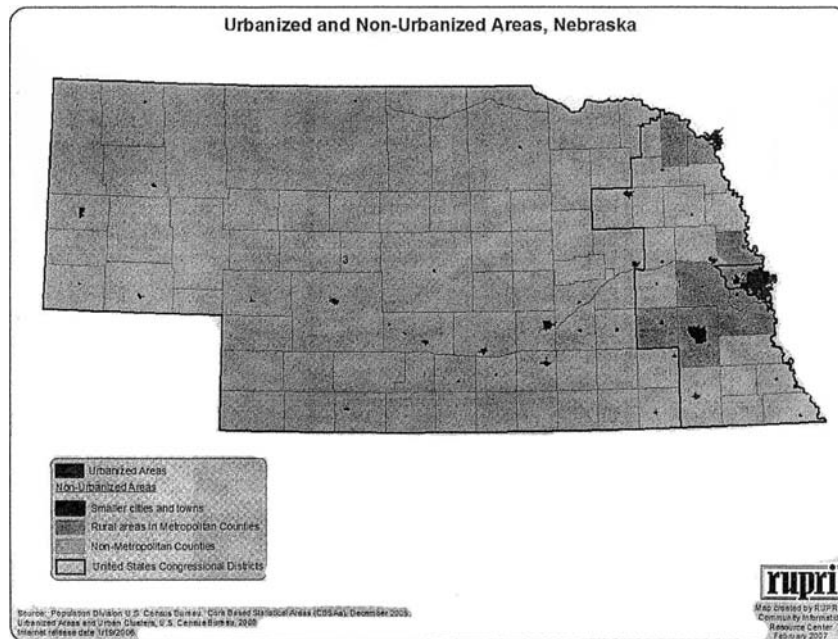 Urbanized and Non-Urbanized Areas, Nebraska
3
Urbanized Areas
Non-Urbanized Areas
Smaller cities and towns
Rural areas in Metropolitan Counties
Non-Metropolitan Counties
United States Congressional Districts
rupri
Source: Population Division U.S. Census Bureau, Core Based Statistical Areas (CBSAs), December 2005
Urbanized Areas and Urban Clusters, U.S. Census Bureau, 2000
Internet release date 1/19/2006
Map created by RUPRI
Community Informatio
Resource Center
February